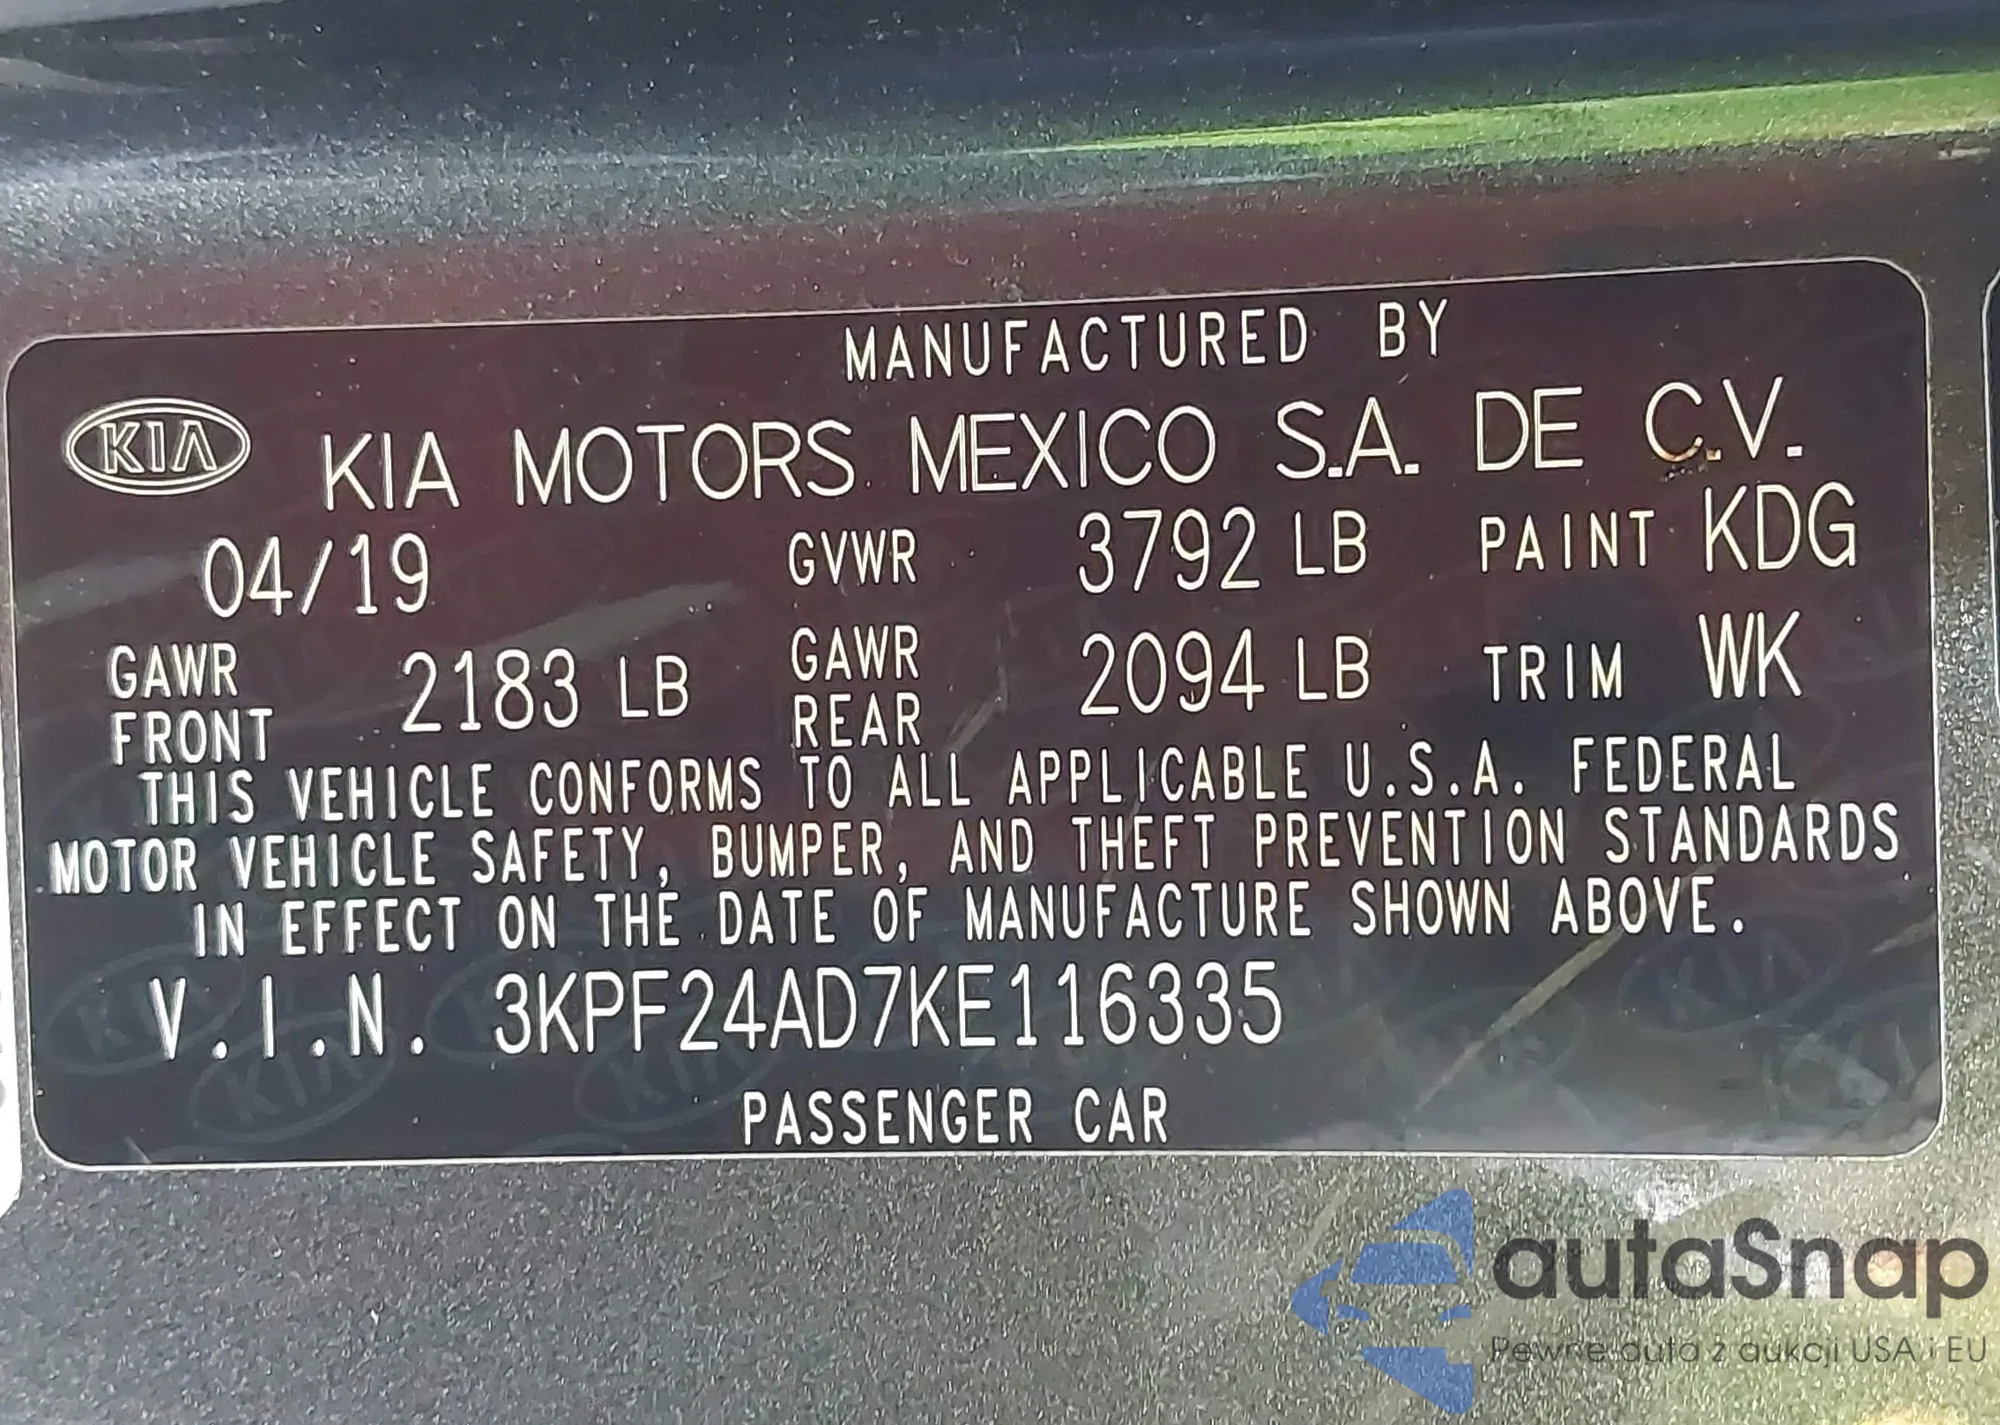 MANUFACTURED BY
KIA KIA MOTORS MEXICO S.A. DE C.V.
04/19 GVWR 3792 LB PAINT KDG
GAWR FRONT 2183 LB GAWR REAR 2094 LB TRIM WK
THIS VEHICLE CONFORMS TO ALL APPLICABLE U.S.A. FEDERAL
MOTOR VEHICLE SAFETY, BUMPER, AND THEFT PREVENTION STANDARDS
IN EFFECT ON THE DATE OF MANUFACTURE SHOWN ABOVE.
V.I.N. 3KPF24AD7KE116335
PASSENGER CAR
autaSnap
Pewne auta z aukcji USA i EU